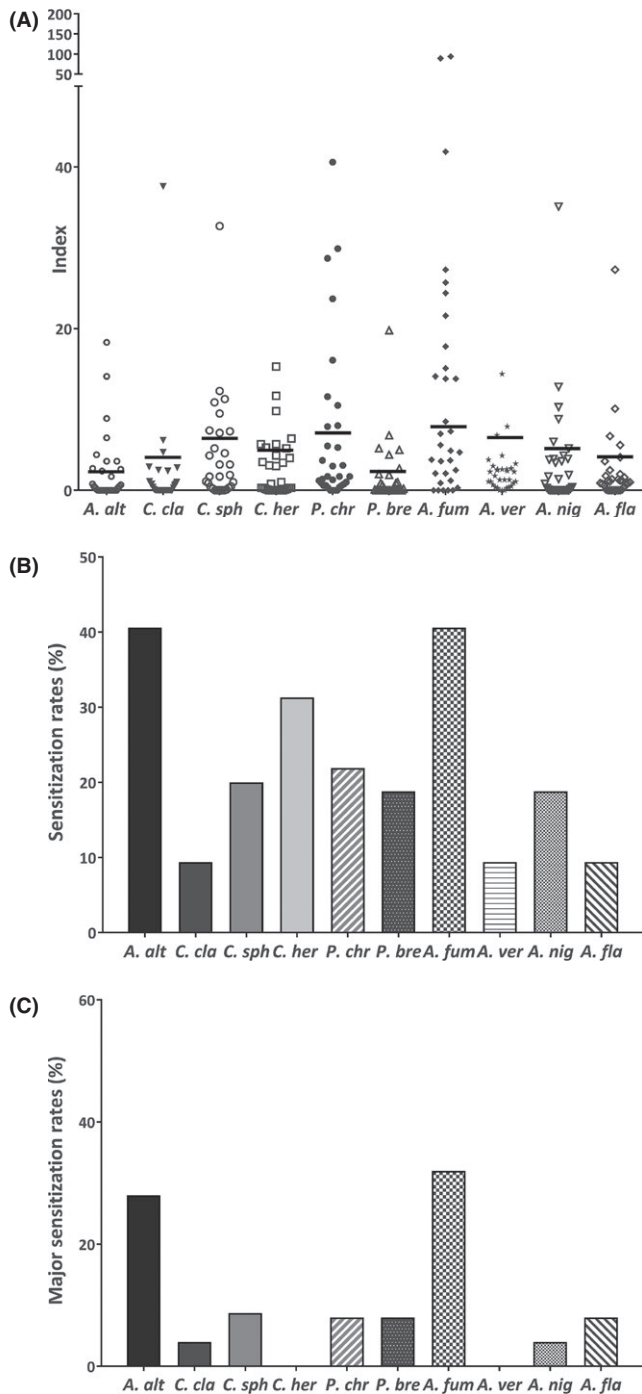 (A)
200
150
100
50
40
20
0
Index
A. alt C. cla C. sph C. her P. chr P. bre A. fum A. ver A. nig A. fla
(B)
50
40
30
20
10
0
Sensitization rates (%)
A. alt C. cla C. sph C. her P. chr P. bre A. fum A. ver A. nig A. fla
(C)
60
40
20
0
Major sensitization rates (%)
A. alt C. cla C. sph C. her P. chr P. bre A. fum A. ver A. nig A. fla